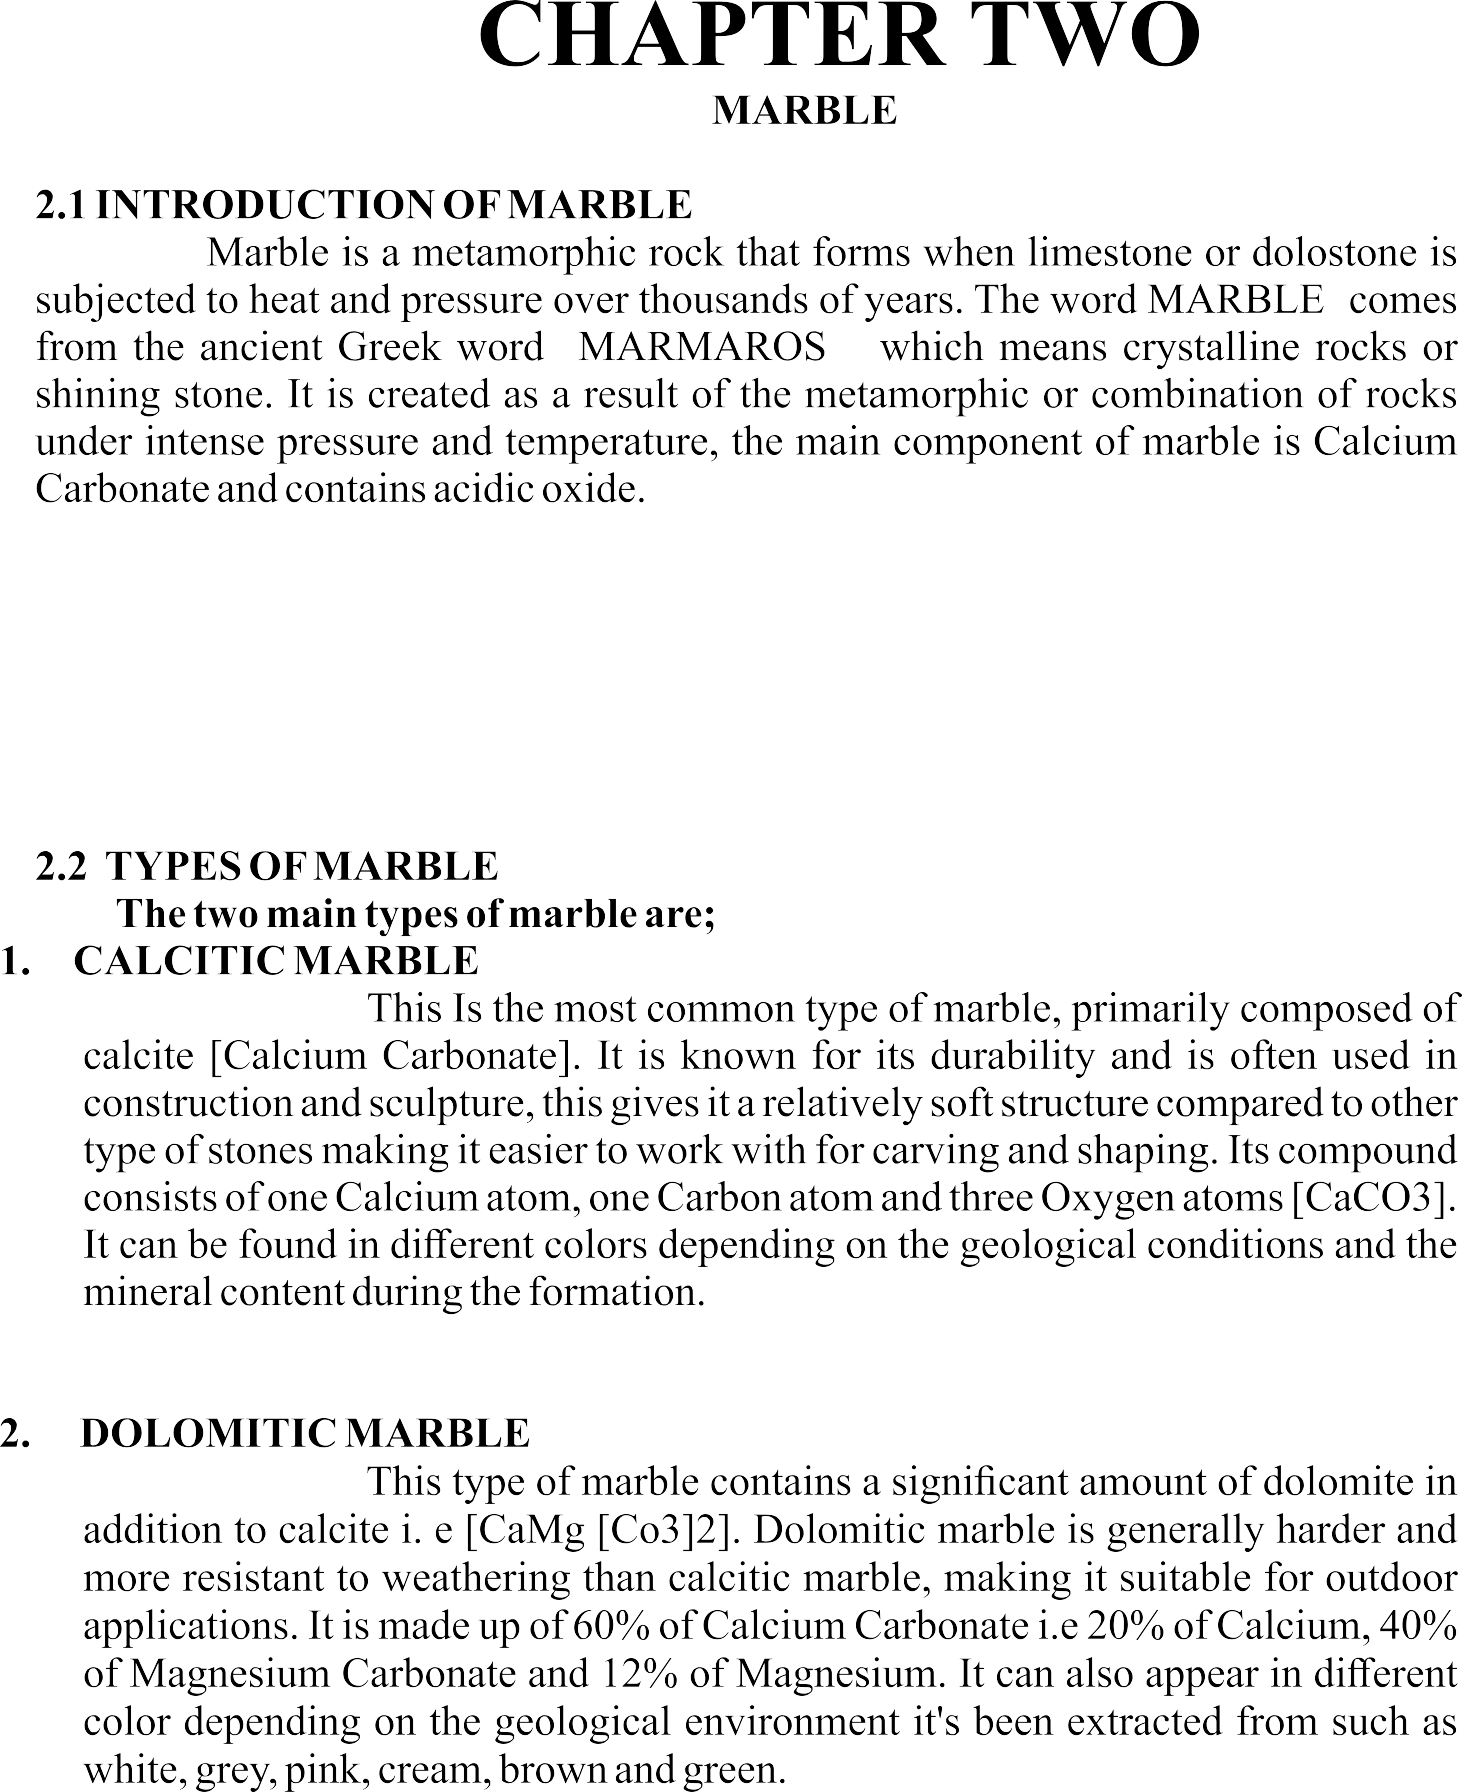 CHAPTER TWO
MARBLE
2.1 INTRODUCTION OF MARBLE
Marble is a metamorphic rock that forms when limestone or dolostone is
subjected to heat and pressure over thousands of years. The word MARBLE comes
from the ancient Greek word MARMAROS which means crystalline rocks or
shining stone. It is created as a result of the metamorphic or combination of rocks
under intense pressure and temperature, the main component of marble is Calcium
Carbonate and contains acidic oxide.
2.2 TYPES OF MARBLE
The two main types of marble are;
1. CALCITIC MARBLE
This Is the most common type of marble, primarily composed of
calcite [Calcium Carbonate]. It is known for its durability and is often used in
construction and sculpture, this gives it a relatively soft structure compared to other
type of stones making it easier to work with for carving and shaping. Its compound
consists of one Calcium atom, one Carbon atom and three Oxygen atoms [CaCO3].
It can be found in different colors depending on the geological conditions and the
mineral content during the formation.
2. DOLOMITIC MARBLE
This type of marble contains a significant amount of dolomite in
addition to calcite i. e [CaMg [Co3]2]. Dolomitic marble is generally harder and
more resistant to weathering than calcitic marble, making it suitable for outdoor
applications. It is made up of 60% of Calcium Carbonate i.e 20% of Calcium, 40%
of Magnesium Carbonate and 12% of Magnesium. It can also appear in different
color depending on the geological environment it's been extracted from such as
white, grey, pink, cream, brown and green.